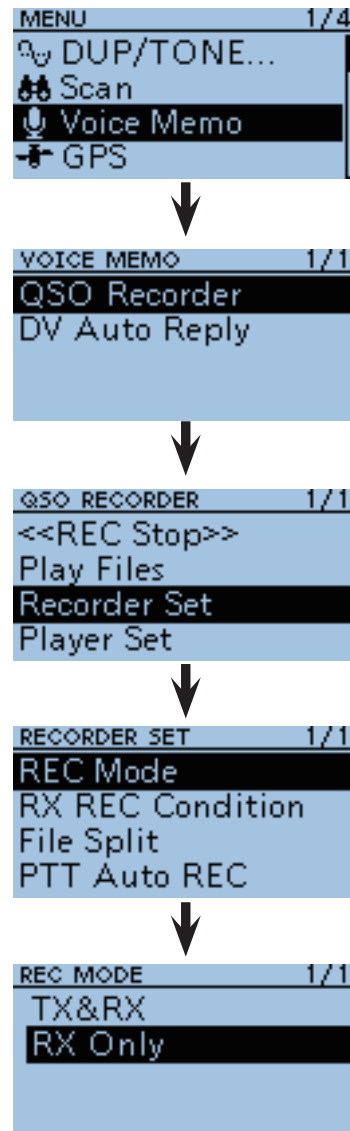 MENU 1/4
DUP/TONE...
Scan
Voice Memo
GPS
VOICE MEMO 1/1
QSO Recorder
DV Auto Reply
QSO RECORDER 1/1
<<REC Stop>>
Play Files
Recorder Set
Player Set
RECORDER SET 1/1
REC Mode
RX REC Condition
File Split
PTT Auto REC
REC MODE 1/1
TX&RX
RX Only